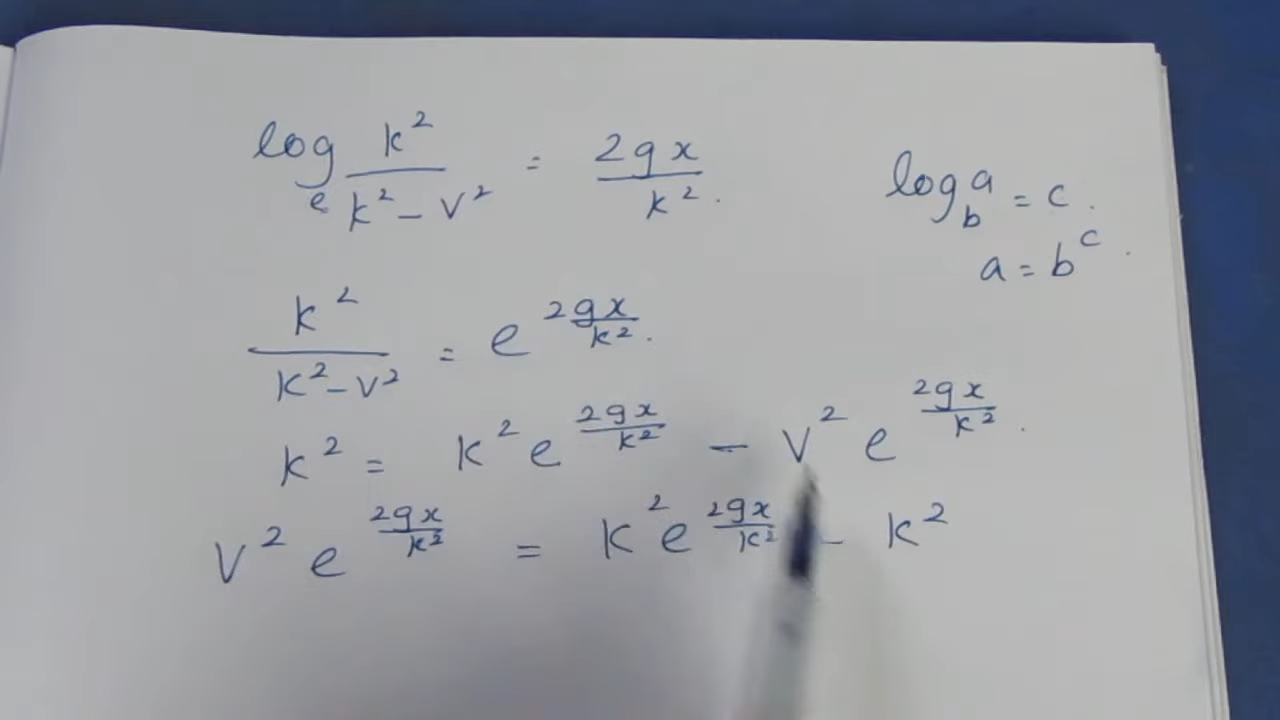 log_e k²/(k² - v²) = 2gx/k².
log_b a = c.
a = b^c.
k²/(k² - v²) = e^(2gx/k²).
k² = k² e^(2gx/k²) - v² e^(2gx/k²).
v² e^(2gx/k²) = k² e^(2gx/k²) - k²